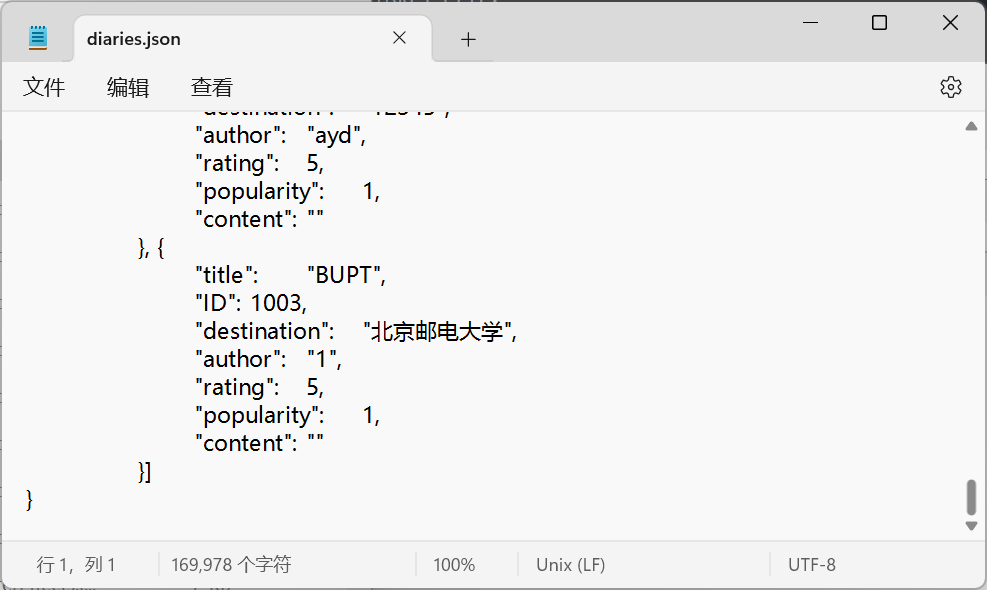 diaries.json
文件 编辑 查看
"author": "ayd",
"rating": 5,
"popularity": 1,
"content": ""
}, {
"title": "BUPT",
"ID": 1003,
"destination": "北京邮电大学",
"author": "1",
"rating": 5,
"popularity": 1,
"content": ""
}]
}
行 1，列 1 169,978 个字符 100% Unix (LF) UTF-8